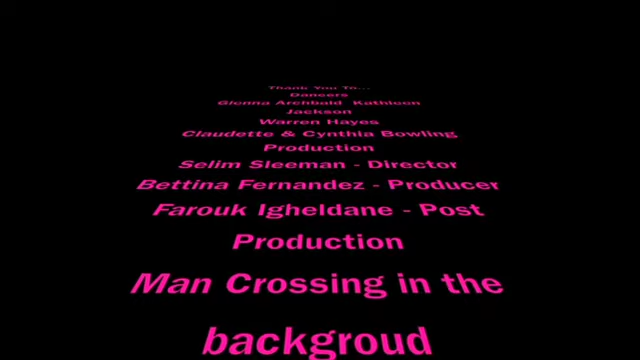 Thank You To...
Dancers
Glenna Archbald Kathleen
Jackson
Warren Hayes
Claudette & Cynthia Bowling
Production
Selim Sleeman - Director
Bettina Fernandez - Producer
Farouk Igheldane - Post
Production
Man Crossing in the
backgroud